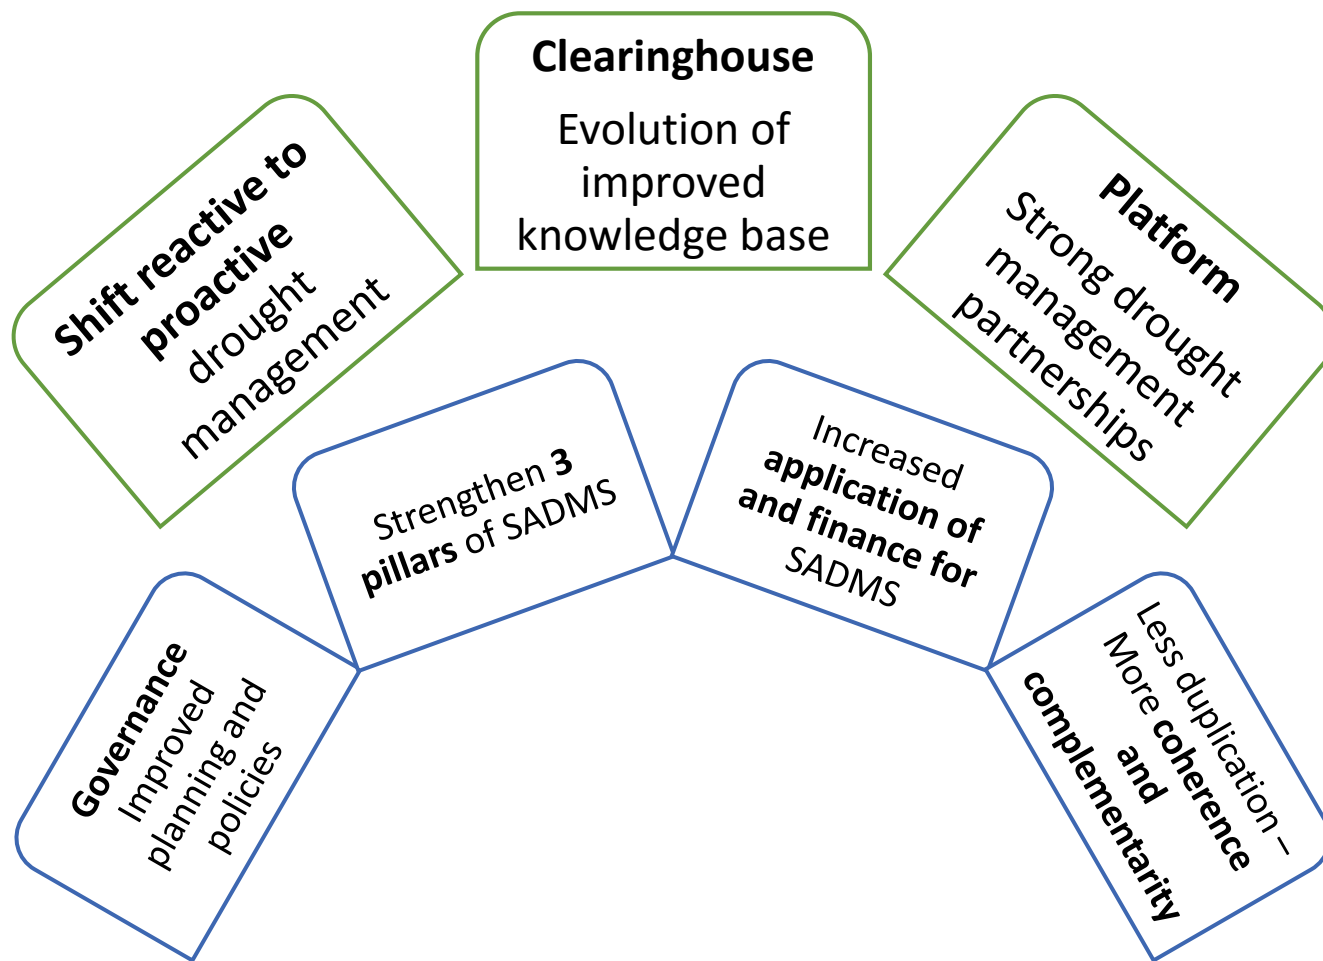 Clearinghouse
Evolution of
improved
knowledge base
Shift reactive to
proactive
drought
management
Platform
Strong drought
management
partnerships
Strengthen 3
pillars of SADMS
Increased
application of
and finance for
SADMS
Governance
Improved
planning and
policies
Less duplication –
More coherence
and
complementarity